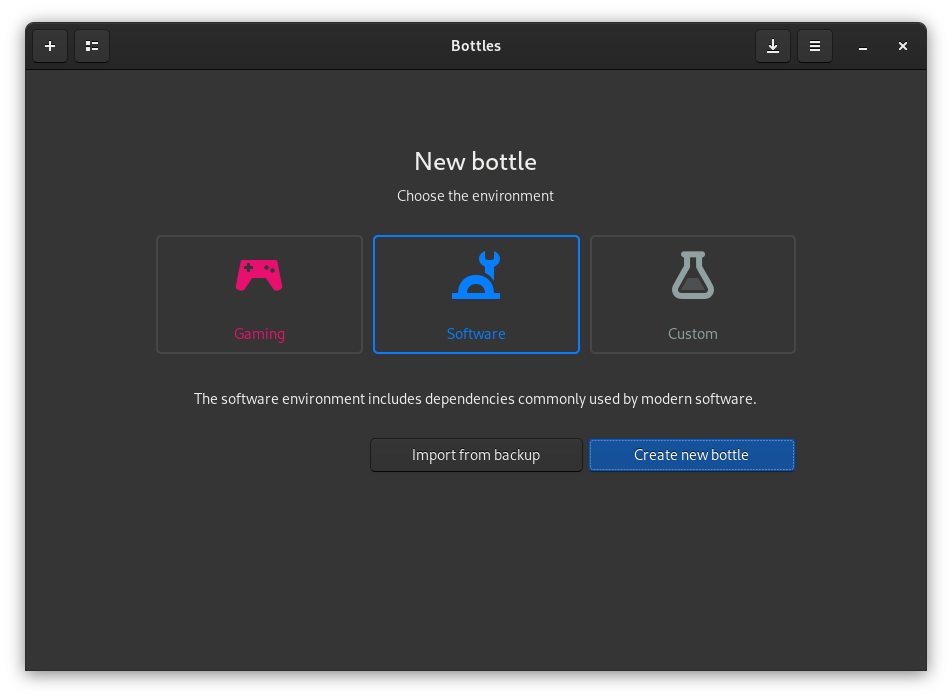 Bottles
New bottle
Choose the environment
Gaming
Software
Custom
The software environment includes dependencies commonly used by modern software.
Import from backup
Create new bottle